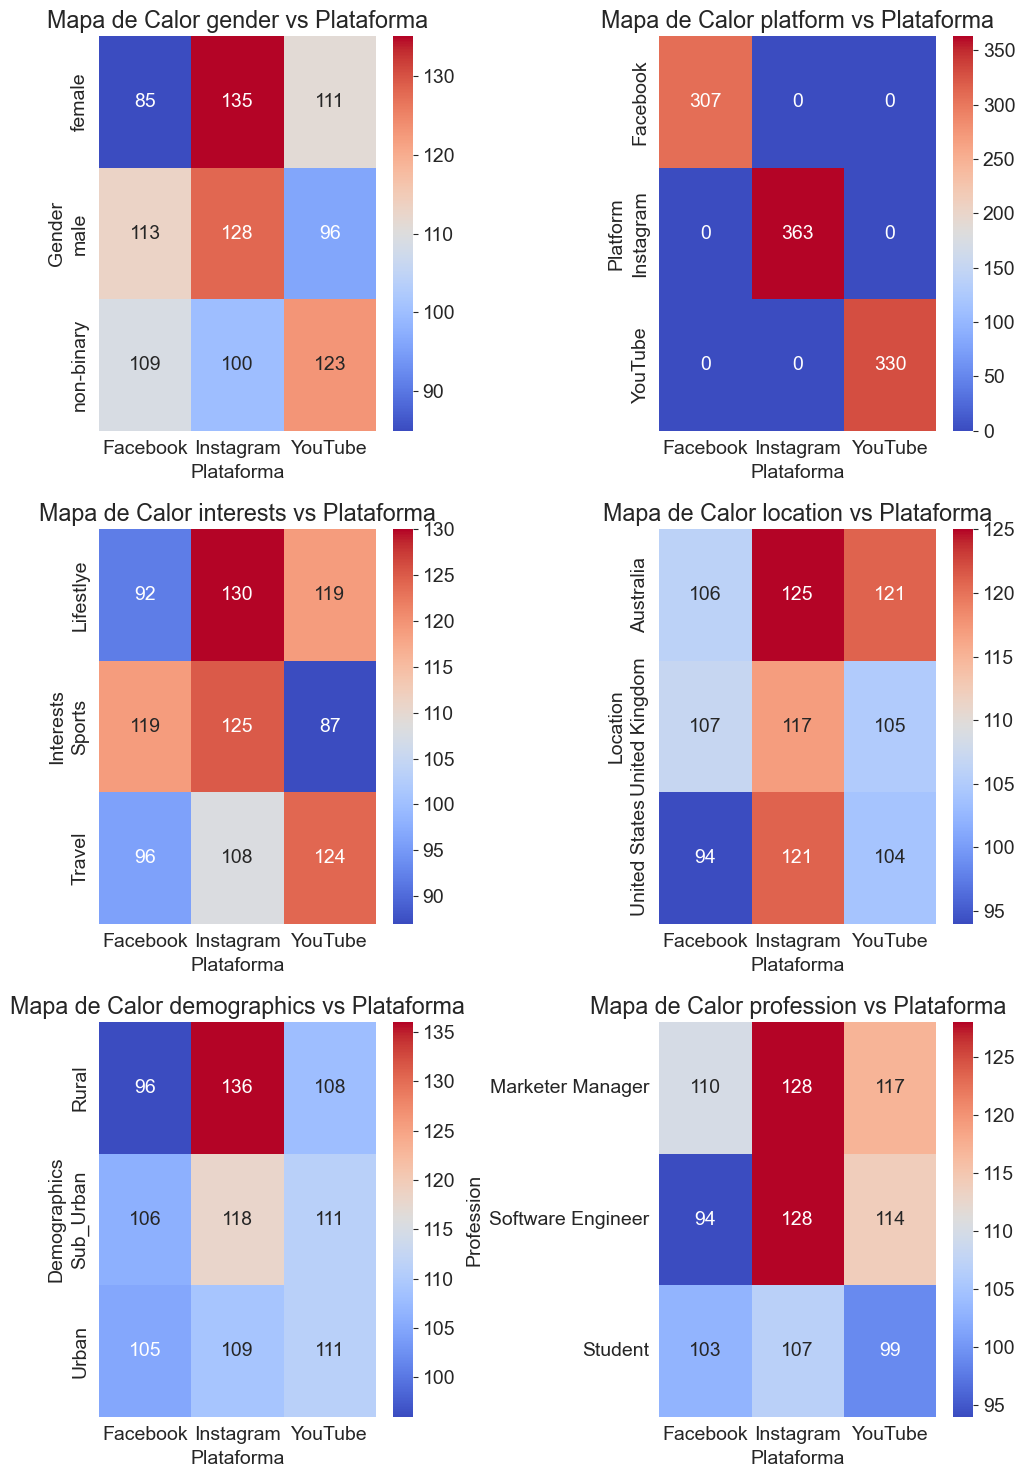 Mapa de Calor gender vs Plataforma
female
85 135 111
Gender
male
113 128 96
non-binary
109 100 123
130
120
110
100
90
Facebook Instagram YouTube
Plataforma
Mapa de Calor platform vs Plataforma
Facebook
307 0 0
Platform
Instagram
0 363 0
YouTube
0 0 330
350
300
250
200
150
100
50
0
Facebook Instagram YouTube
Plataforma
Mapa de Calor interests vs Plataforma
Lifestlye
92 130 119
Interests
Sports
119 125 87
Travel
96 108 124
130
125
120
115
110
105
100
95
90
Facebook Instagram YouTube
Plataforma
Mapa de Calor location vs Plataforma
Australia
106 125 121
Location
United Kingdom
107 117 105
United States
94 121 104
125
120
115
110
105
100
95
Facebook Instagram YouTube
Plataforma
Mapa de Calor demographics vs Plataforma
Rural
96 136 108
Demographics
Sub_Urban
106 118 111
Urban
105 109 111
135
130
125
120
115
110
105
100
Facebook Instagram YouTube
Plataforma
Mapa de Calor profession vs Plataforma
Marketer Manager
110 128 117
Profession
Software Engineer
94 128 114
Student
103 107 99
125
120
115
110
105
100
95
Facebook Instagram YouTube
Plataforma